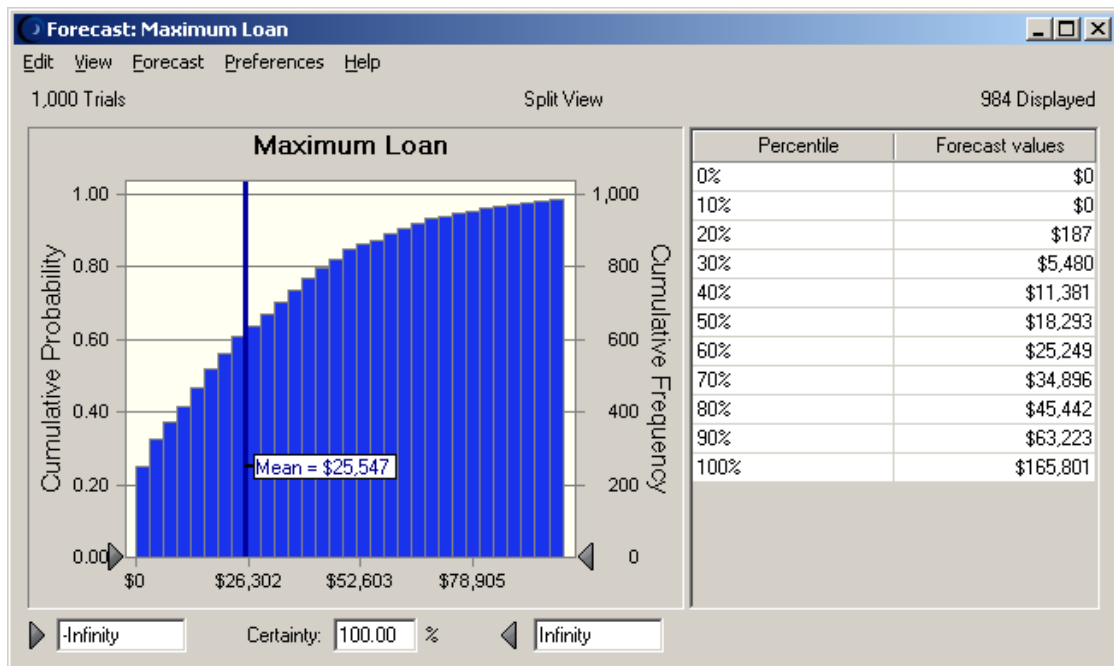 Forecast: Maximum Loan
Edit View Forecast Preferences Help
1,000 Trials Split View 984 Displayed
Maximum Loan
Cumulative Probability
1.00
0.80
0.60
0.40
0.20
0.00
Mean = $25,547
1,000
800
600
400
200
0
Cumulative Frequency
$0 $26,302 $52,603 $78,905
Percentile Forecast values
0% $0
10% $0
20% $187
30% $5,480
40% $11,381
50% $18,293
60% $25,249
70% $34,896
80% $45,442
90% $63,223
100% $165,801
-Infinity Certainty: 100.00 % Infinity